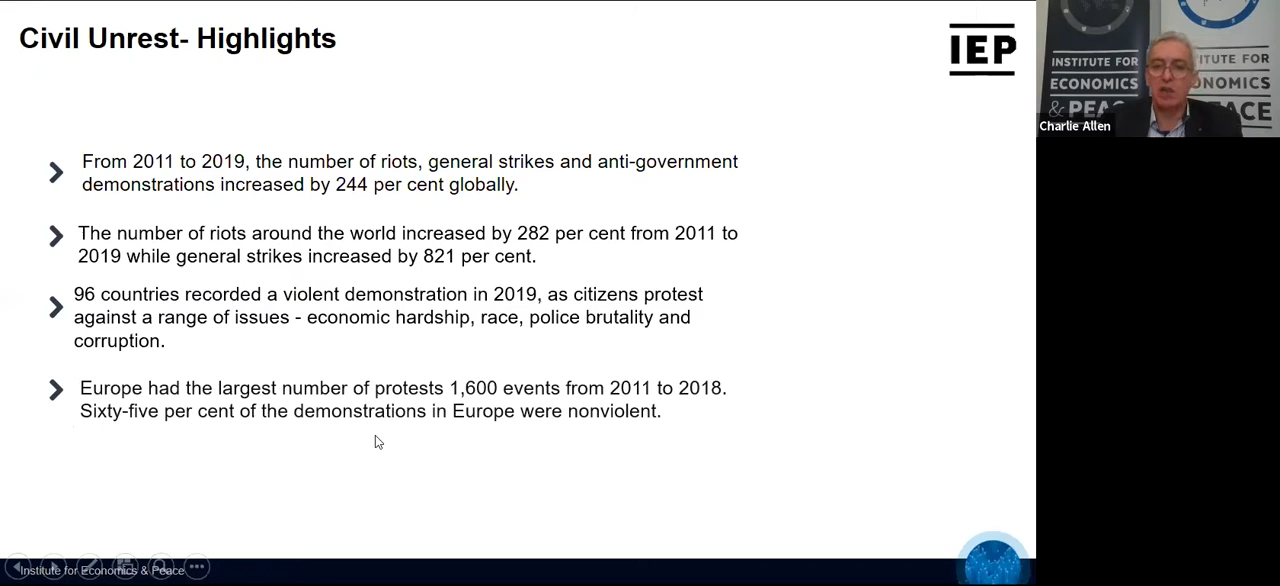 Civil Unrest- Highlights
IEP
From 2011 to 2019, the number of riots, general strikes and anti-government
demonstrations increased by 244 per cent globally.
The number of riots around the world increased by 282 per cent from 2011 to
2019 while general strikes increased by 821 per cent.
96 countries recorded a violent demonstration in 2019, as citizens protest
against a range of issues - economic hardship, race, police brutality and
corruption.
Europe had the largest number of protests 1,600 events from 2011 to 2018.
Sixty-five per cent of the demonstrations in Europe were nonviolent.
Institute for Economics & Peace
INSTITUTE FOR
ECONOMICS
& PEA
ITUTE FOR
ONOMICS
ACE
Charlie Allen